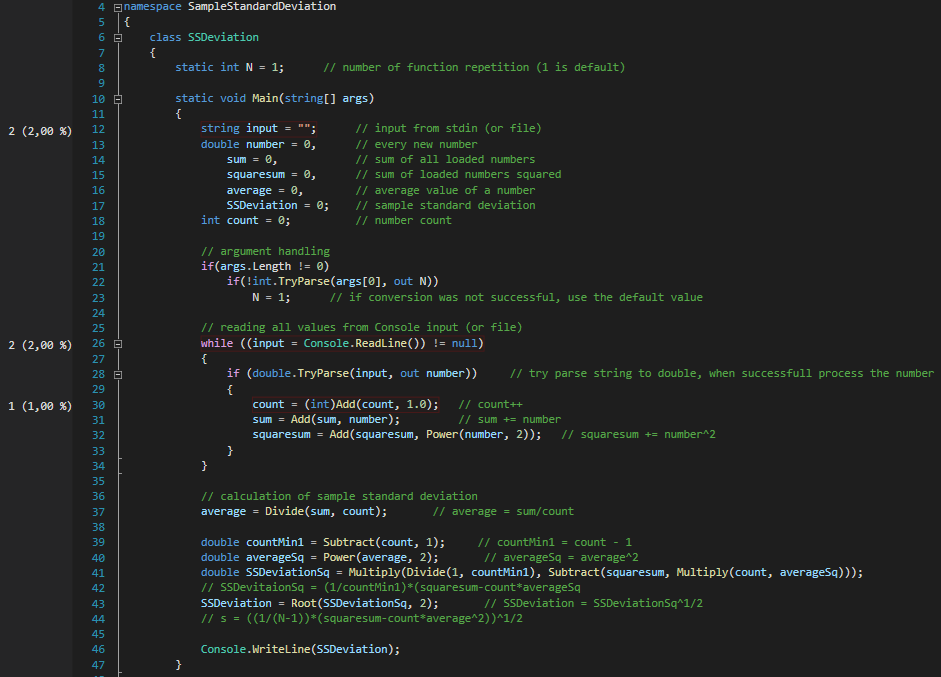 4 namespace SampleStandardDeviation
5 {
6 class SSDeviation
7 {
8 static int N = 1; // number of function repetition (1 is default)
9
10 static void Main(string[] args)
11 {
2 (2,00 %) 12 string input = ""; // input from stdin (or file)
13 double number = 0, // every new number
14 sum = 0, // sum of all loaded numbers
15 squaresum = 0, // sum of loaded numbers squared
16 average = 0, // average value of a number
17 SSDeviation = 0; // sample standard deviation
18 int count = 0; // number count
19
20 // argument handling
21 if(args.Length != 0)
22 if(!int.TryParse(args[0], out N))
23 N = 1; // if conversion was not successful, use the default value
24
25 // reading all values from Console input (or file)
2 (2,00 %) 26 while ((input = Console.ReadLine()) != null)
27 {
28 if (double.TryParse(input, out number)) // try parse string to double, when successfull process the number
29 {
1 (1,00 %) 30 count = (int)Add(count, 1.0); // count++
31 sum = Add(sum, number); // sum += number
32 squaresum = Add(squaresum, Power(number, 2)); // squaresum += number^2
33 }
34 }
35
36 // calculation of sample standard deviation
37 average = Divide(sum, count); // average = sum/count
38
39 double countMin1 = Subtract(count, 1); // countMin1 = count - 1
40 double averageSq = Power(average, 2); // averageSq = average^2
41 double SSDeviationSq = Multiply(Divide(1, countMin1), Subtract(squaresum, Multiply(count, averageSq)));
42 // SSDevitaionSq = (1/countMin1)*(squaresum-count*averageSq
43 SSDeviation = Root(SSDeviationSq, 2); // SSDeviation = SSDeviationSq^1/2
44 // s = ((1/(N-1))*(squaresum-count*average^2))^1/2
45
46 Console.WriteLine(SSDeviation);
47 }